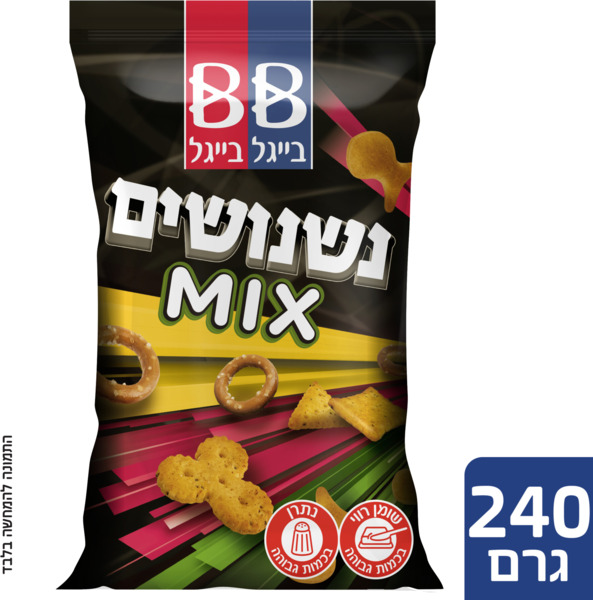 BB
בייגל בייגל
נשנושים
MIX
נתרן
בכמות גבוהה
שומן רווי
בכמות גבוהה
240
גרם
התמונה להמחשה בלבד